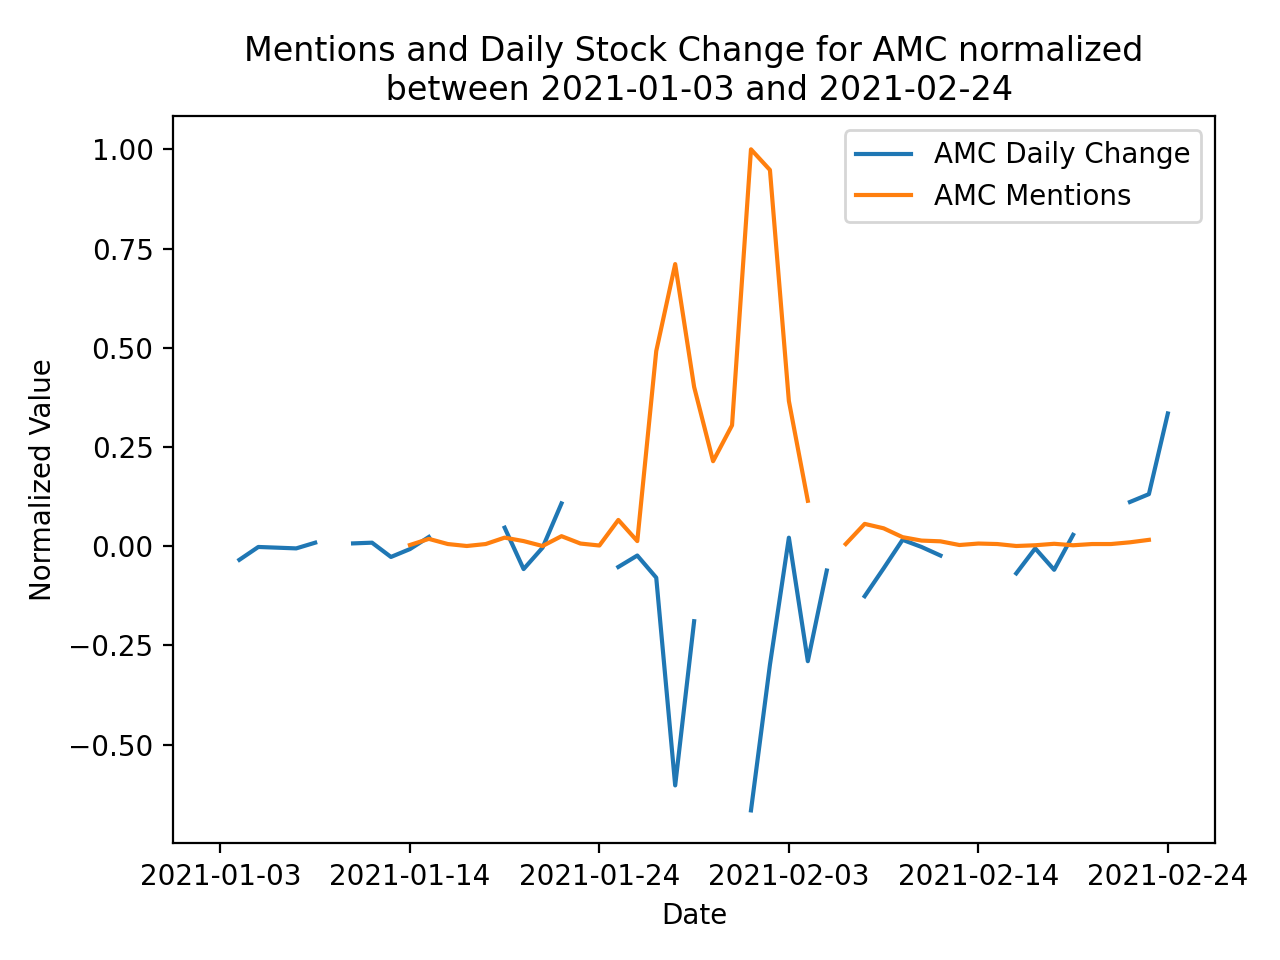 Mentions and Daily Stock Change for AMC normalized
between 2021-01-03 and 2021-02-24
AMC Daily Change
AMC Mentions
1.00
0.75
0.50
0.25
0.00
−0.25
−0.50
Normalized Value
2021-01-03 2021-01-14 2021-01-24 2021-02-03 2021-02-14 2021-02-24
Date